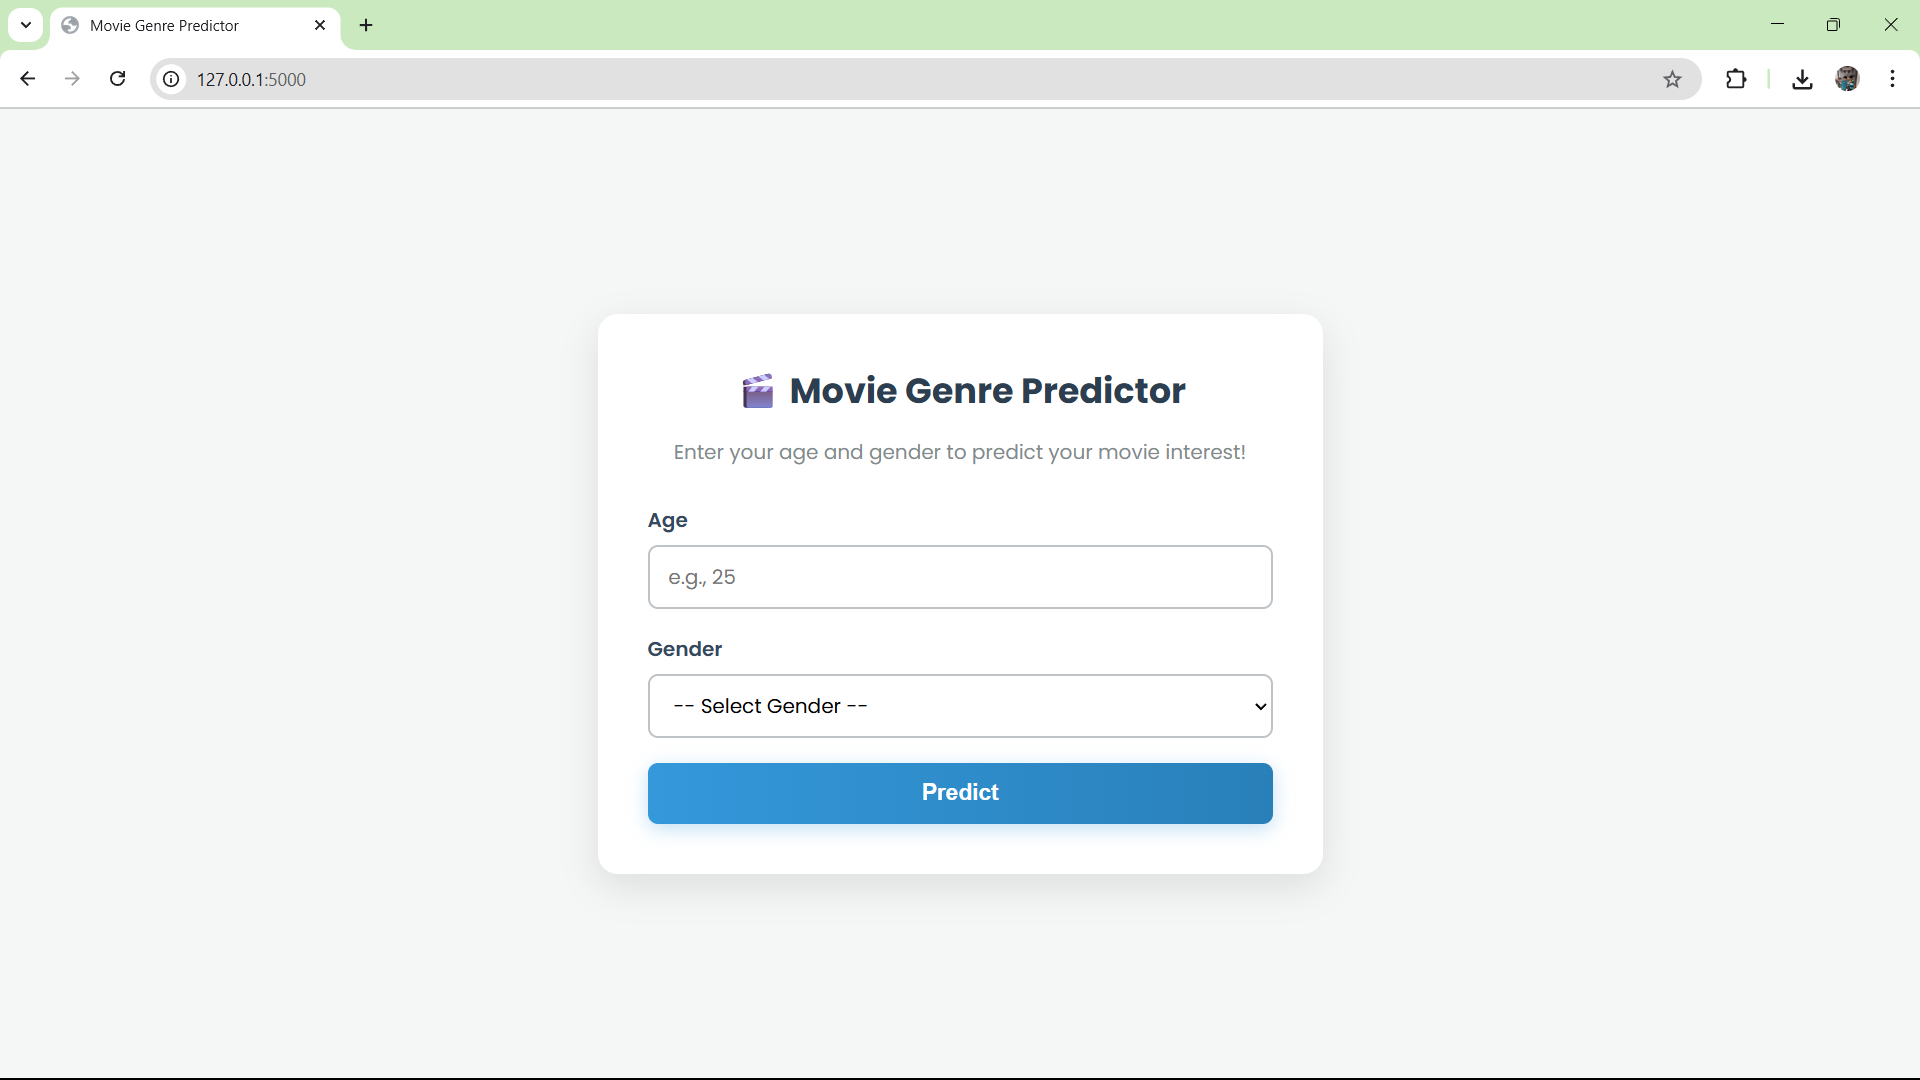 Movie Genre Predictor
127.0.0.1:5000
Movie Genre Predictor
Enter your age and gender to predict your movie interest!
Age
e.g., 25
Gender
-- Select Gender --
Predict